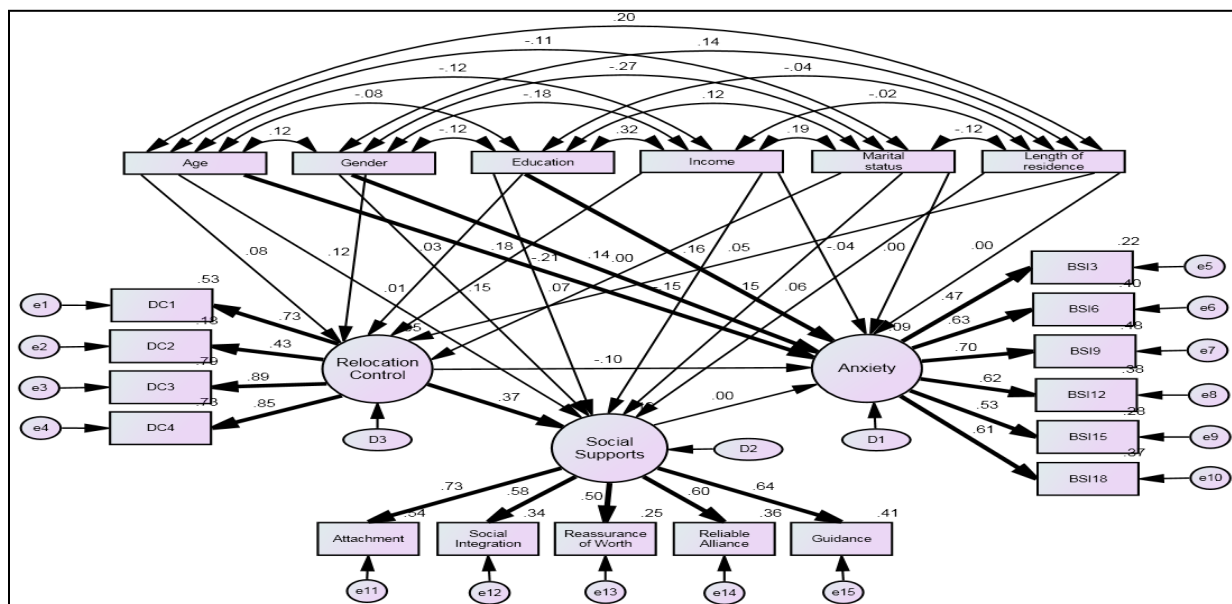 .20
-.11
.14
-.12
-.27
-.04
-.08
-.18
.12
-.02
.12
-.12
.32
.19
-.12
Age
Gender
Education
Income
Marital
status
Length of
residence
.08
.12
.03
.18
.14
.00
.16
.05
-.04
.00
.00
.22
-.21
.01
.15
.07
-.15
.15
.06
.09
e1
DC1
.53
.73
e2
DC2
.18
.43
e3
DC3
.79
.89
e4
DC4
.73
.85
Relocation
Control
D3
-.10
.37
.00
Anxiety
D1
Social
Supports
D2
.47
BSI3
e5
.40
.63
BSI6
e6
.48
.70
BSI9
e7
.38
.62
BSI12
e8
.28
.53
BSI15
e9
.37
.61
BSI18
e10
.73
.58
.50
.60
.64
.54
.34
.25
.36
.41
Attachment
Social
Integration
Reassurance
of Worth
Reliable
Alliance
Guidance
e11
e12
e13
e14
e15